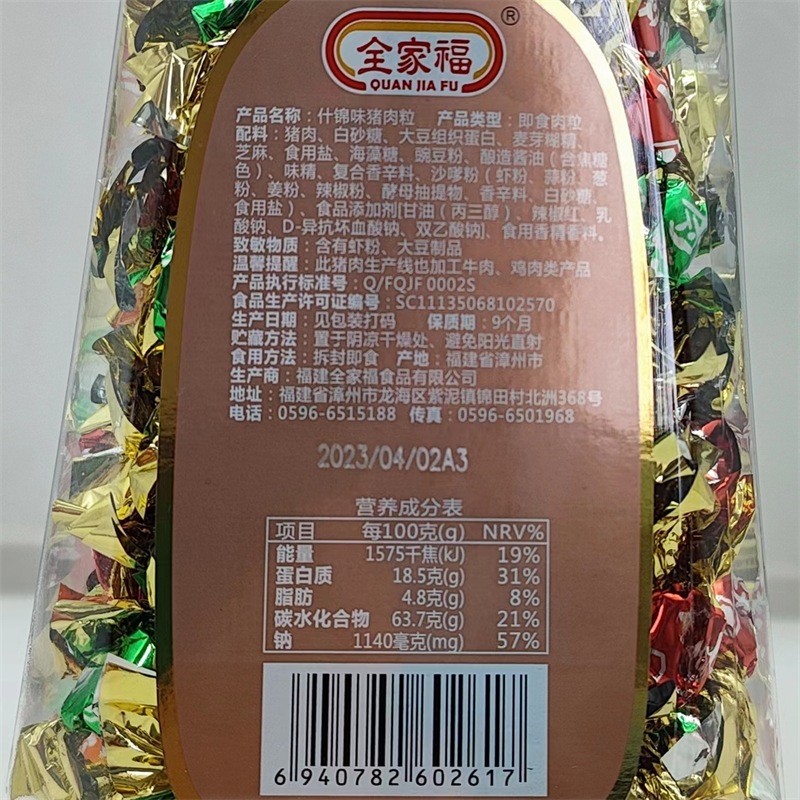 ®
全家福
QUAN JIA FU
产品名称：什锦味猪肉粒 产品类型：即食肉粒
配料：猪肉、白砂糖、大豆组织蛋白、麦芽糊精、
芝麻、食用盐、海藻糖、豌豆粉、酿造酱油（含焦糖
色）、味精、复合香辛料、沙嗲粉（虾粉、蒜粉、葱
粉、姜粉、辣椒粉、酵母抽提物、香辛料、白砂糖、
食用盐）、食品添加剂[甘油（丙三醇）、辣椒红、乳
酸钠、D-异抗坏血酸钠、双乙酸钠]、食用香精香料。
致敏物质：含有虾粉、大豆制品
温馨提醒：此猪肉生产线也加工牛肉、鸡肉类产品
产品执行标准号：Q/FQJF 0002S
食品生产许可证编号：SC11135068102570
生产日期：见包装打码 保质期：9个月
贮藏方法：置于阴凉干燥处、避免阳光直射
食用方法：拆封即食 产地：福建省漳州市
生产商：福建全家福食品有限公司
地址：福建省漳州市龙海区紫泥镇锦田村北洲368号
电话：0596-6515188 传真：0596-6501968
2023/04/02A3
营养成分表
项目 每100克(g) NRV%
能量 1575千焦(kJ) 19%
蛋白质 18.5克(g) 31%
脂肪 4.8克(g) 8%
碳水化合物 63.7克(g) 21%
钠 1140毫克(mg) 57%
6 940782 602617